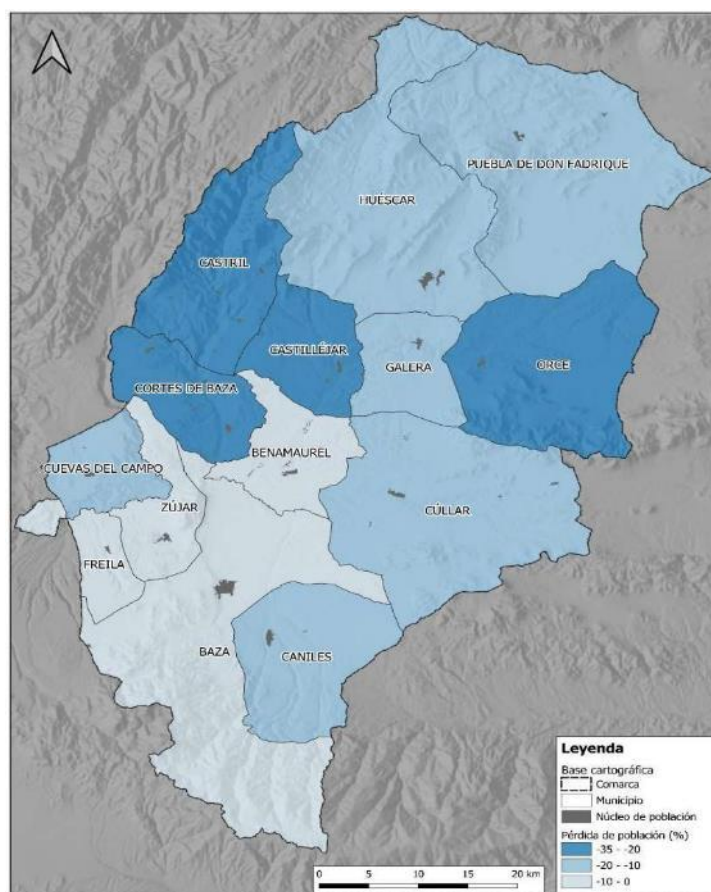 PUEBLA DE DON FADRIQUE
HUÉSCAR
CASTRIL
CASTILLÉJAR
GALERA
ORCE
CORTES DE BAZA
BENAMAUREL
CUEVAS DEL CAMPO
ZÚJAR
CÚLLAR
FREILA
BAZA
CANILES
Leyenda
Base cartográfica
Comarca
Municipio
Núcleo de población
Pérdida de población (%)
-35 - -20
-20 - -10
-10 - 0
0 5 10 15 20 km